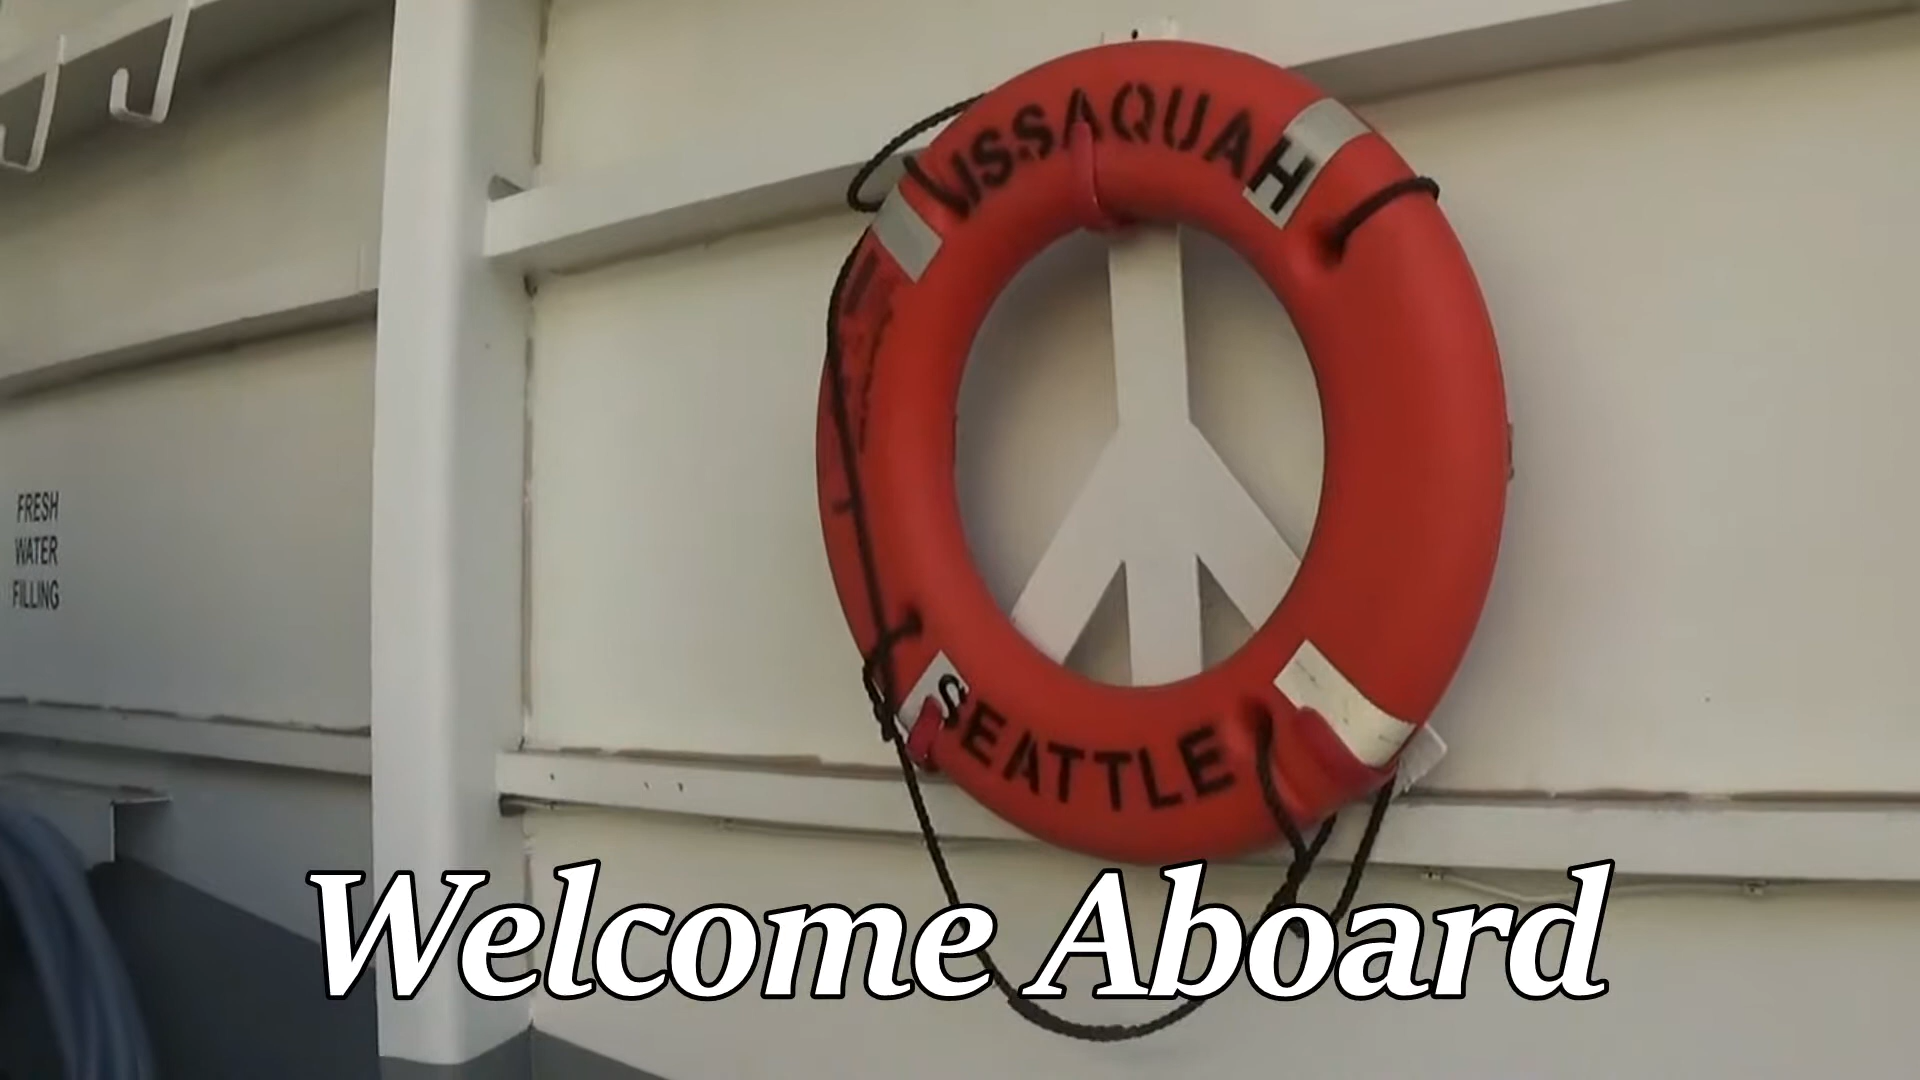 ISSAQUAH
FRESH
WATER
FILLING
SEATTLE
Welcome Aboard